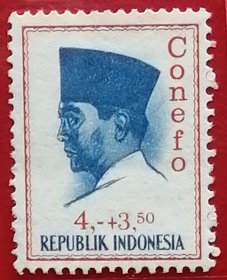 Conefo
4,-+3,50
REPUBLIK INDONESIA